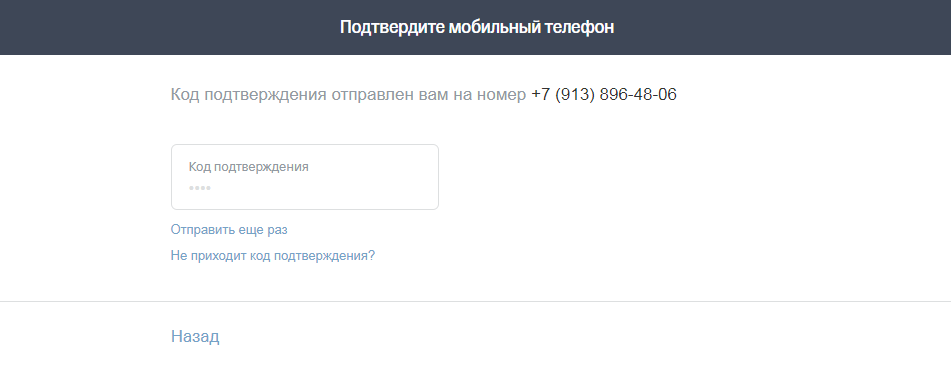 Подтвердите мобильный телефон
Код подтверждения отправлен вам на номер +7 (913) 896-48-06
Код подтверждения
••••
Отправить еще раз
Не приходит код подтверждения?
Назад